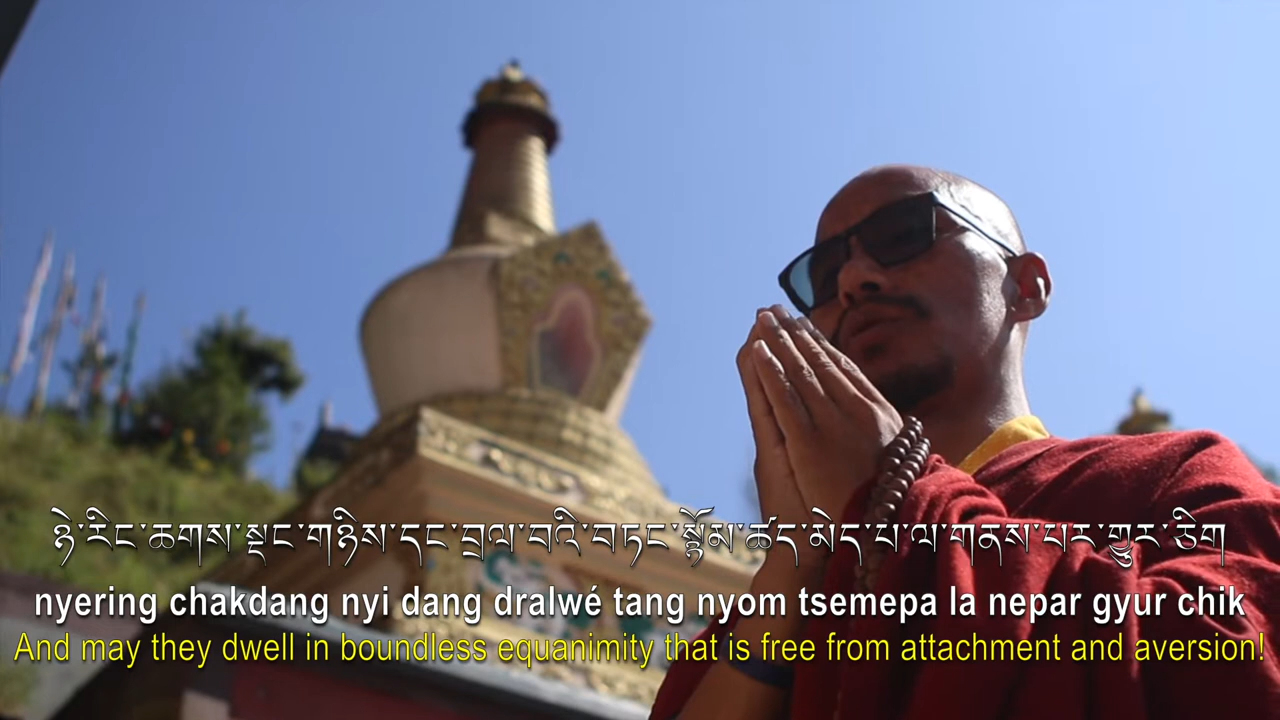 ཉེ་རིང་ཆགས་སྡང་གཉིས་དང་བྲལ་བའི་བཏང་སྙོམ་ཚད་མེད་པ་ལ་གནས་པར་གྱུར་ཅིག
nyering chakdang nyi dang dralwé tang nyom tsemepa la nepar gyur chik
And may they dwell in boundless equanimity that is free from attachment and aversion!